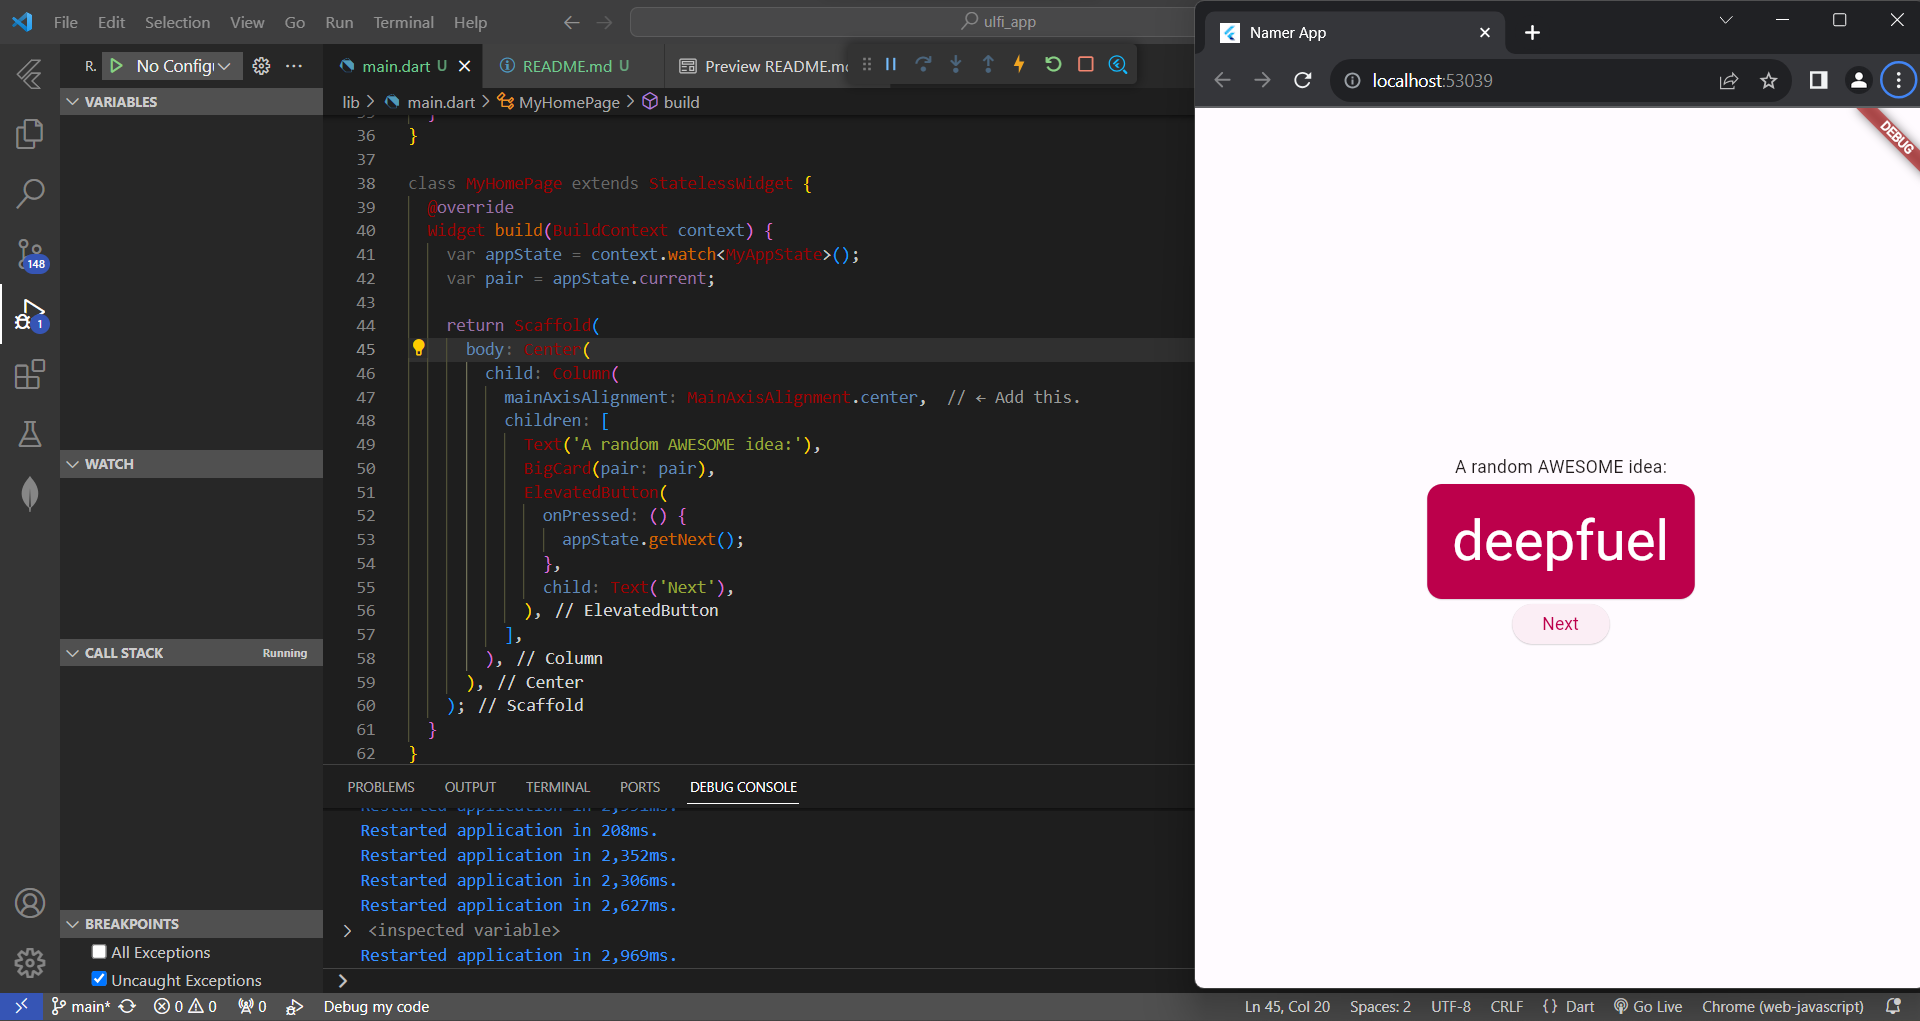 File Edit Selection View Go Run Terminal Help
ulfi_app
R. No Config
main.dart U
README.md U
Preview README.m
VARIABLES
lib > main.dart > MyHomePage > build
36 }
37
38 class MyHomePage extends StatelessWidget {
39 @override
40 Widget build(BuildContext context) {
41 var appState = context.watch<MyAppState>();
42 var pair = appState.current;
43
44 return Scaffold(
45 body: Center(
46 child: Column(
47 mainAxisAlignment: MainAxisAlignment.center, // ← Add this.
48 children: [
49 Text('A random AWESOME idea:'),
50 BigCard(pair: pair),
51 ElevatedButton(
52 onPressed: () {
53 appState.getNext();
54 },
55 child: Text('Next'),
56 ), // ElevatedButton
57 ],
58 ), // Column
59 ), // Center
60 ); // Scaffold
61 }
62 }
148
1
WATCH
CALL STACK Running
BREAKPOINTS
All Exceptions
Uncaught Exceptions
PROBLEMS OUTPUT TERMINAL PORTS DEBUG CONSOLE
Restarted application in 208ms.
Restarted application in 2,352ms.
Restarted application in 2,306ms.
Restarted application in 2,627ms.
> <inspected variable>
Restarted application in 2,969ms.
>
main* 0 0 0 Debug my code
Ln 45, Col 20 Spaces: 2 UTF-8 CRLF {} Dart Go Live Chrome (web-javascript)
Namer App
localhost:53039
DEBUG
A random AWESOME idea:
deepfuel
Next